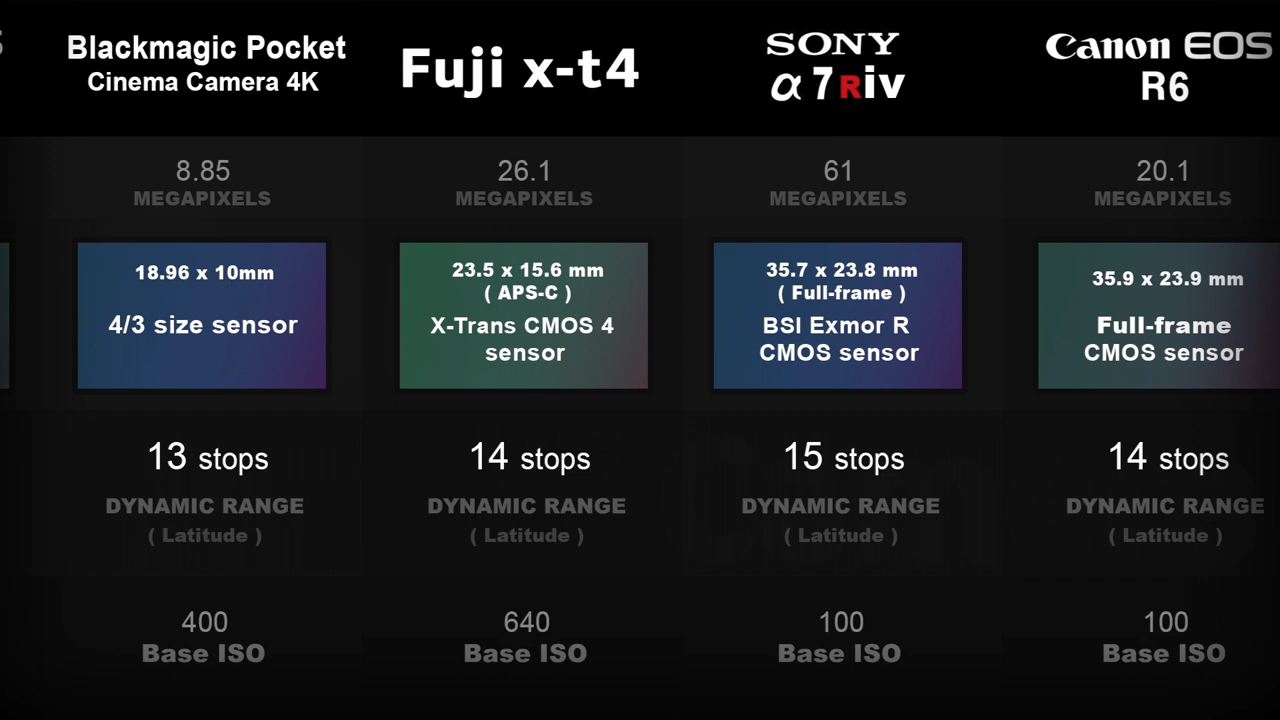 Blackmagic Pocket
Cinema Camera 4K
Fuji x-t4
SONY
α 7Riv
Canon EOS
R6
8.85
MEGAPIXELS
26.1
MEGAPIXELS
61
MEGAPIXELS
20.1
MEGAPIXELS
18.96 x 10mm
4/3 size sensor
23.5 x 15.6 mm
( APS-C )
X-Trans CMOS 4
sensor
35.7 x 23.8 mm
( Full-frame )
BSI Exmor R
CMOS sensor
35.9 x 23.9 mm
Full-frame
CMOS sensor
13 stops
DYNAMIC RANGE
( Latitude )
14 stops
DYNAMIC RANGE
( Latitude )
15 stops
DYNAMIC RANGE
( Latitude )
14 stops
DYNAMIC RANGE
( Latitude )
400
Base ISO
640
Base ISO
100
Base ISO
100
Base ISO